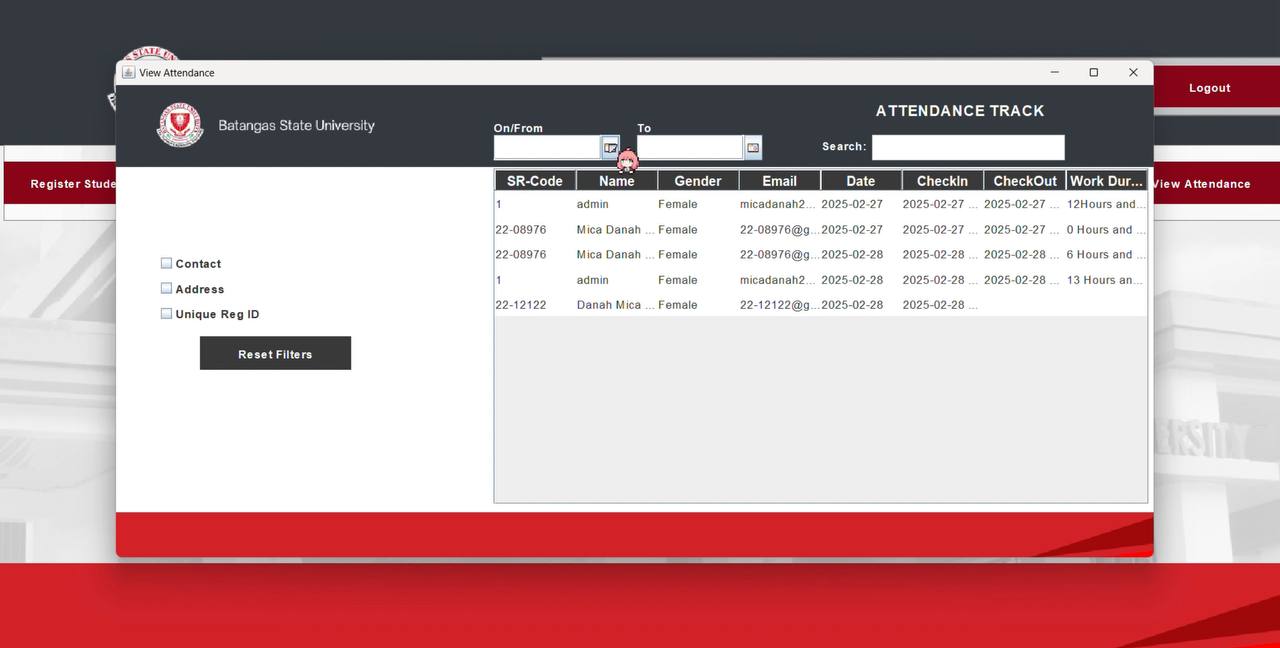 View Attendance
Logout
Batangas State University
ATTENDANCE TRACK
On/From
To
Search:
Register Stude
View Attendance
SR-Code Name Gender Email Date CheckIn CheckOut Work Dur...
1 admin Female micadanah2... 2025-02-27 2025-02-27 ... 2025-02-27 ... 12Hours and...
22-08976 Mica Danah ... Female 22-08976@g... 2025-02-27 2025-02-27 ... 2025-02-27 ... 0 Hours and ...
22-08976 Mica Danah ... Female 22-08976@g... 2025-02-28 2025-02-28 ... 2025-02-28 ... 6 Hours and ...
1 admin Female micadanah2... 2025-02-28 2025-02-28 ... 2025-02-28 ... 13 Hours an...
22-12122 Danah Mica ... Female 22-12122@g... 2025-02-28 2025-02-28 ...
Contact
Address
Unique Reg ID
Reset Filters
ERSITY